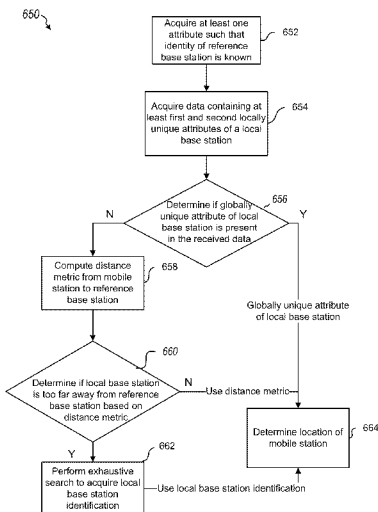 650
Acquire at least one
attribute such that
identity of reference
base station is known
652
Acquire data containing at
least first and second locally
unique attributes of a local
base station
654
Determine if globally
unique attribute of local
base station is present
in the received data
656
N
Y
Compute distance
metric from mobile
station to reference
base station
658
Globally unique attribute
of local base station
Determine if local base station
is too far away from reference
base station based on
distance metric
660
N
Use distance metric
Y
Determine location of
mobile station
664
Perform exhaustive
search to acquire local
base station
identification
662
Use local base station identification